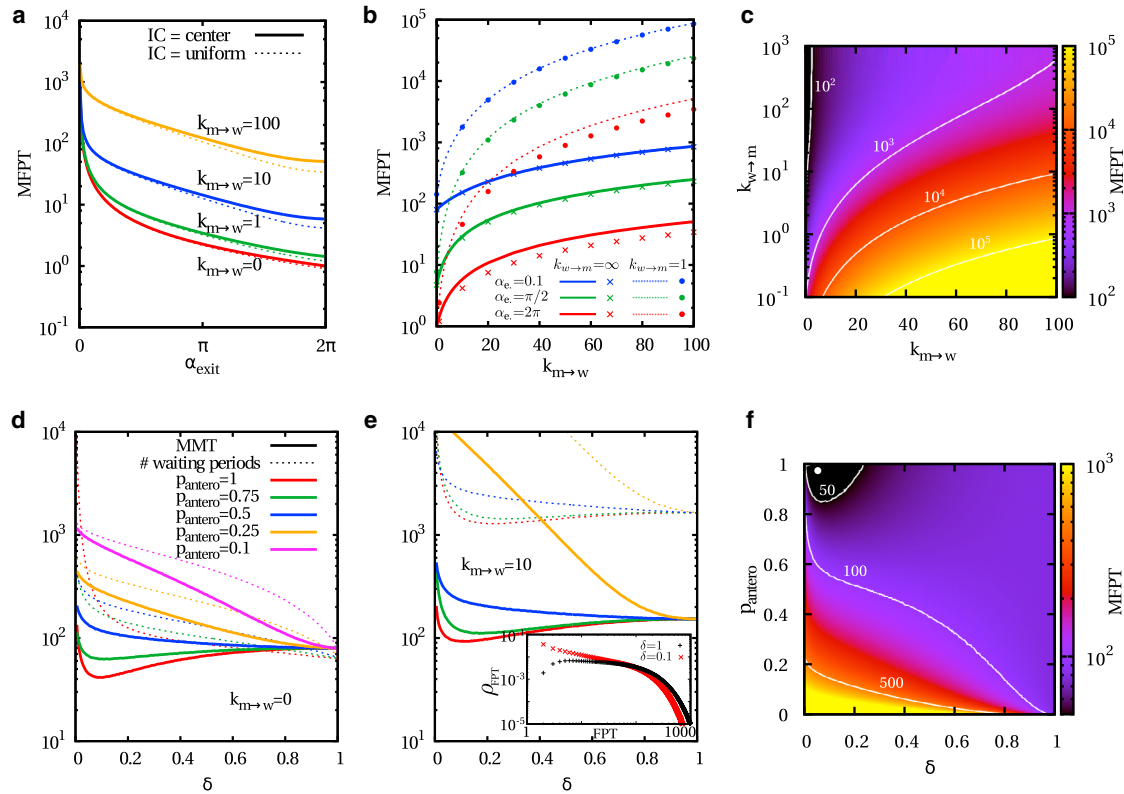 a
10^4
10^3
10^2
10^1
10^0
10^-1
MFPT
IC = center
IC = uniform
k_m→w=100
k_m→w=10
k_m→w=1
k_m→w=0
0
π
2π
α_exit
b
10^5
10^4
10^3
10^2
10^1
10^0
MFPT
k_w→m=∞ k_w→m=1
α_e.=0.1
α_e.=π/2
α_e.=2π
0 20 40 60 80 100
k_m→w
c
10^3
10^2
10^1
10^0
10^-1
k_w→m
10^2
10^3
10^4
10^5
0 20 40 60 80 100
k_m→w
10^5
10^4
10^3
10^2
MFPT
d
10^4
10^3
10^2
10^1
MMT
# waiting periods
p_antero=1
p_antero=0.75
p_antero=0.5
p_antero=0.25
p_antero=0.1
k_m→w=0
0 0.2 0.4 0.6 0.8 1
δ
e
10^4
10^3
10^2
10^1
k_m→w=10
10^-1
10^-3
10^-5
ρ_FPT
δ=1
δ=0.1
1 FPT 1000
0 0.2 0.4 0.6 0.8 1
δ
f
1
0.8
0.6
0.4
0.2
0
p_antero
50
100
500
0 0.2 0.4 0.6 0.8 1
δ
10^3
10^2
MFPT